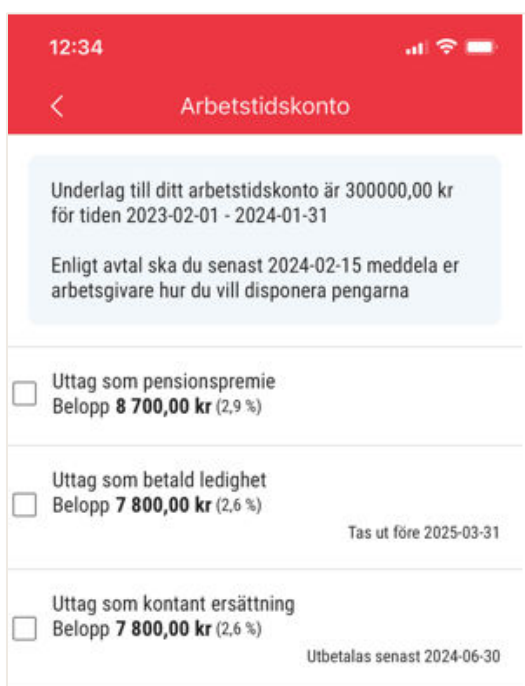 12:34
Arbetstidskonto
Underlag till ditt arbetstidskonto är 300000,00 kr
för tiden 2023-02-01 - 2024-01-31
Enligt avtal ska du senast 2024-02-15 meddela er
arbetsgivare hur du vill disponera pengarna
Uttag som pensionspremie
Belopp 8 700,00 kr (2,9 %)
Uttag som betald ledighet
Belopp 7 800,00 kr (2,6 %)
Tas ut före 2025-03-31
Uttag som kontant ersättning
Belopp 7 800,00 kr (2,6 %)
Utbetalas senast 2024-06-30